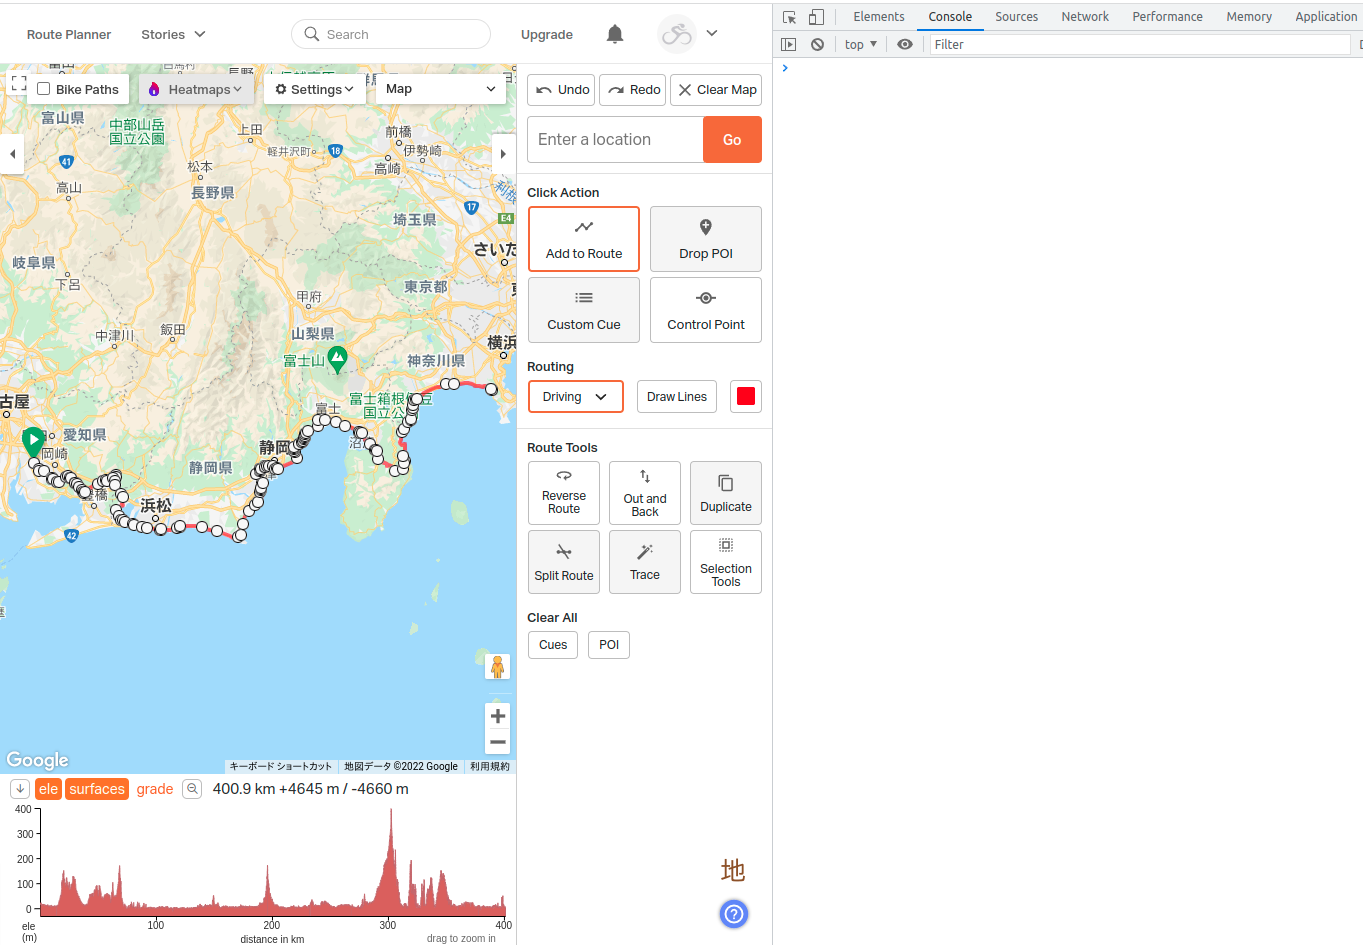 Route Planner
Stories
Search
Upgrade
Elements
Console
Sources
Network
Performance
Memory
Application
top
Filter
Bike Paths
Heatmaps
Settings
Map
Undo
Redo
Clear Map
Enter a location
Go
Click Action
Add to Route
Drop POI
Custom Cue
Control Point
Routing
Driving
Draw Lines
Route Tools
Reverse
Route
Out and
Back
Duplicate
Split Route
Trace
Selection
Tools
Clear All
Cues
POI
富山県
中部山岳
国立公園
上田
前橋
伊勢崎
軽井沢町
18
高崎
41
松本
高山
長野県
17
E4
埼玉県
岐阜県
下呂
東京都
甲府
中津川
飯田
山梨県
横浜
富士山
神奈川県
古屋
富士箱根伊豆
国立公
富士
愛知県
岡崎
静岡
静岡県
豊橋
浜松
42
Google
キーボード ショートカット
地図データ ©2022 Google
利用規約
ele
surfaces
grade
400.9 km +4645 m / -4660 m
400
300
200
100
0
ele
(m)
100
200
300
400
distance in km
drag to zoom in
地